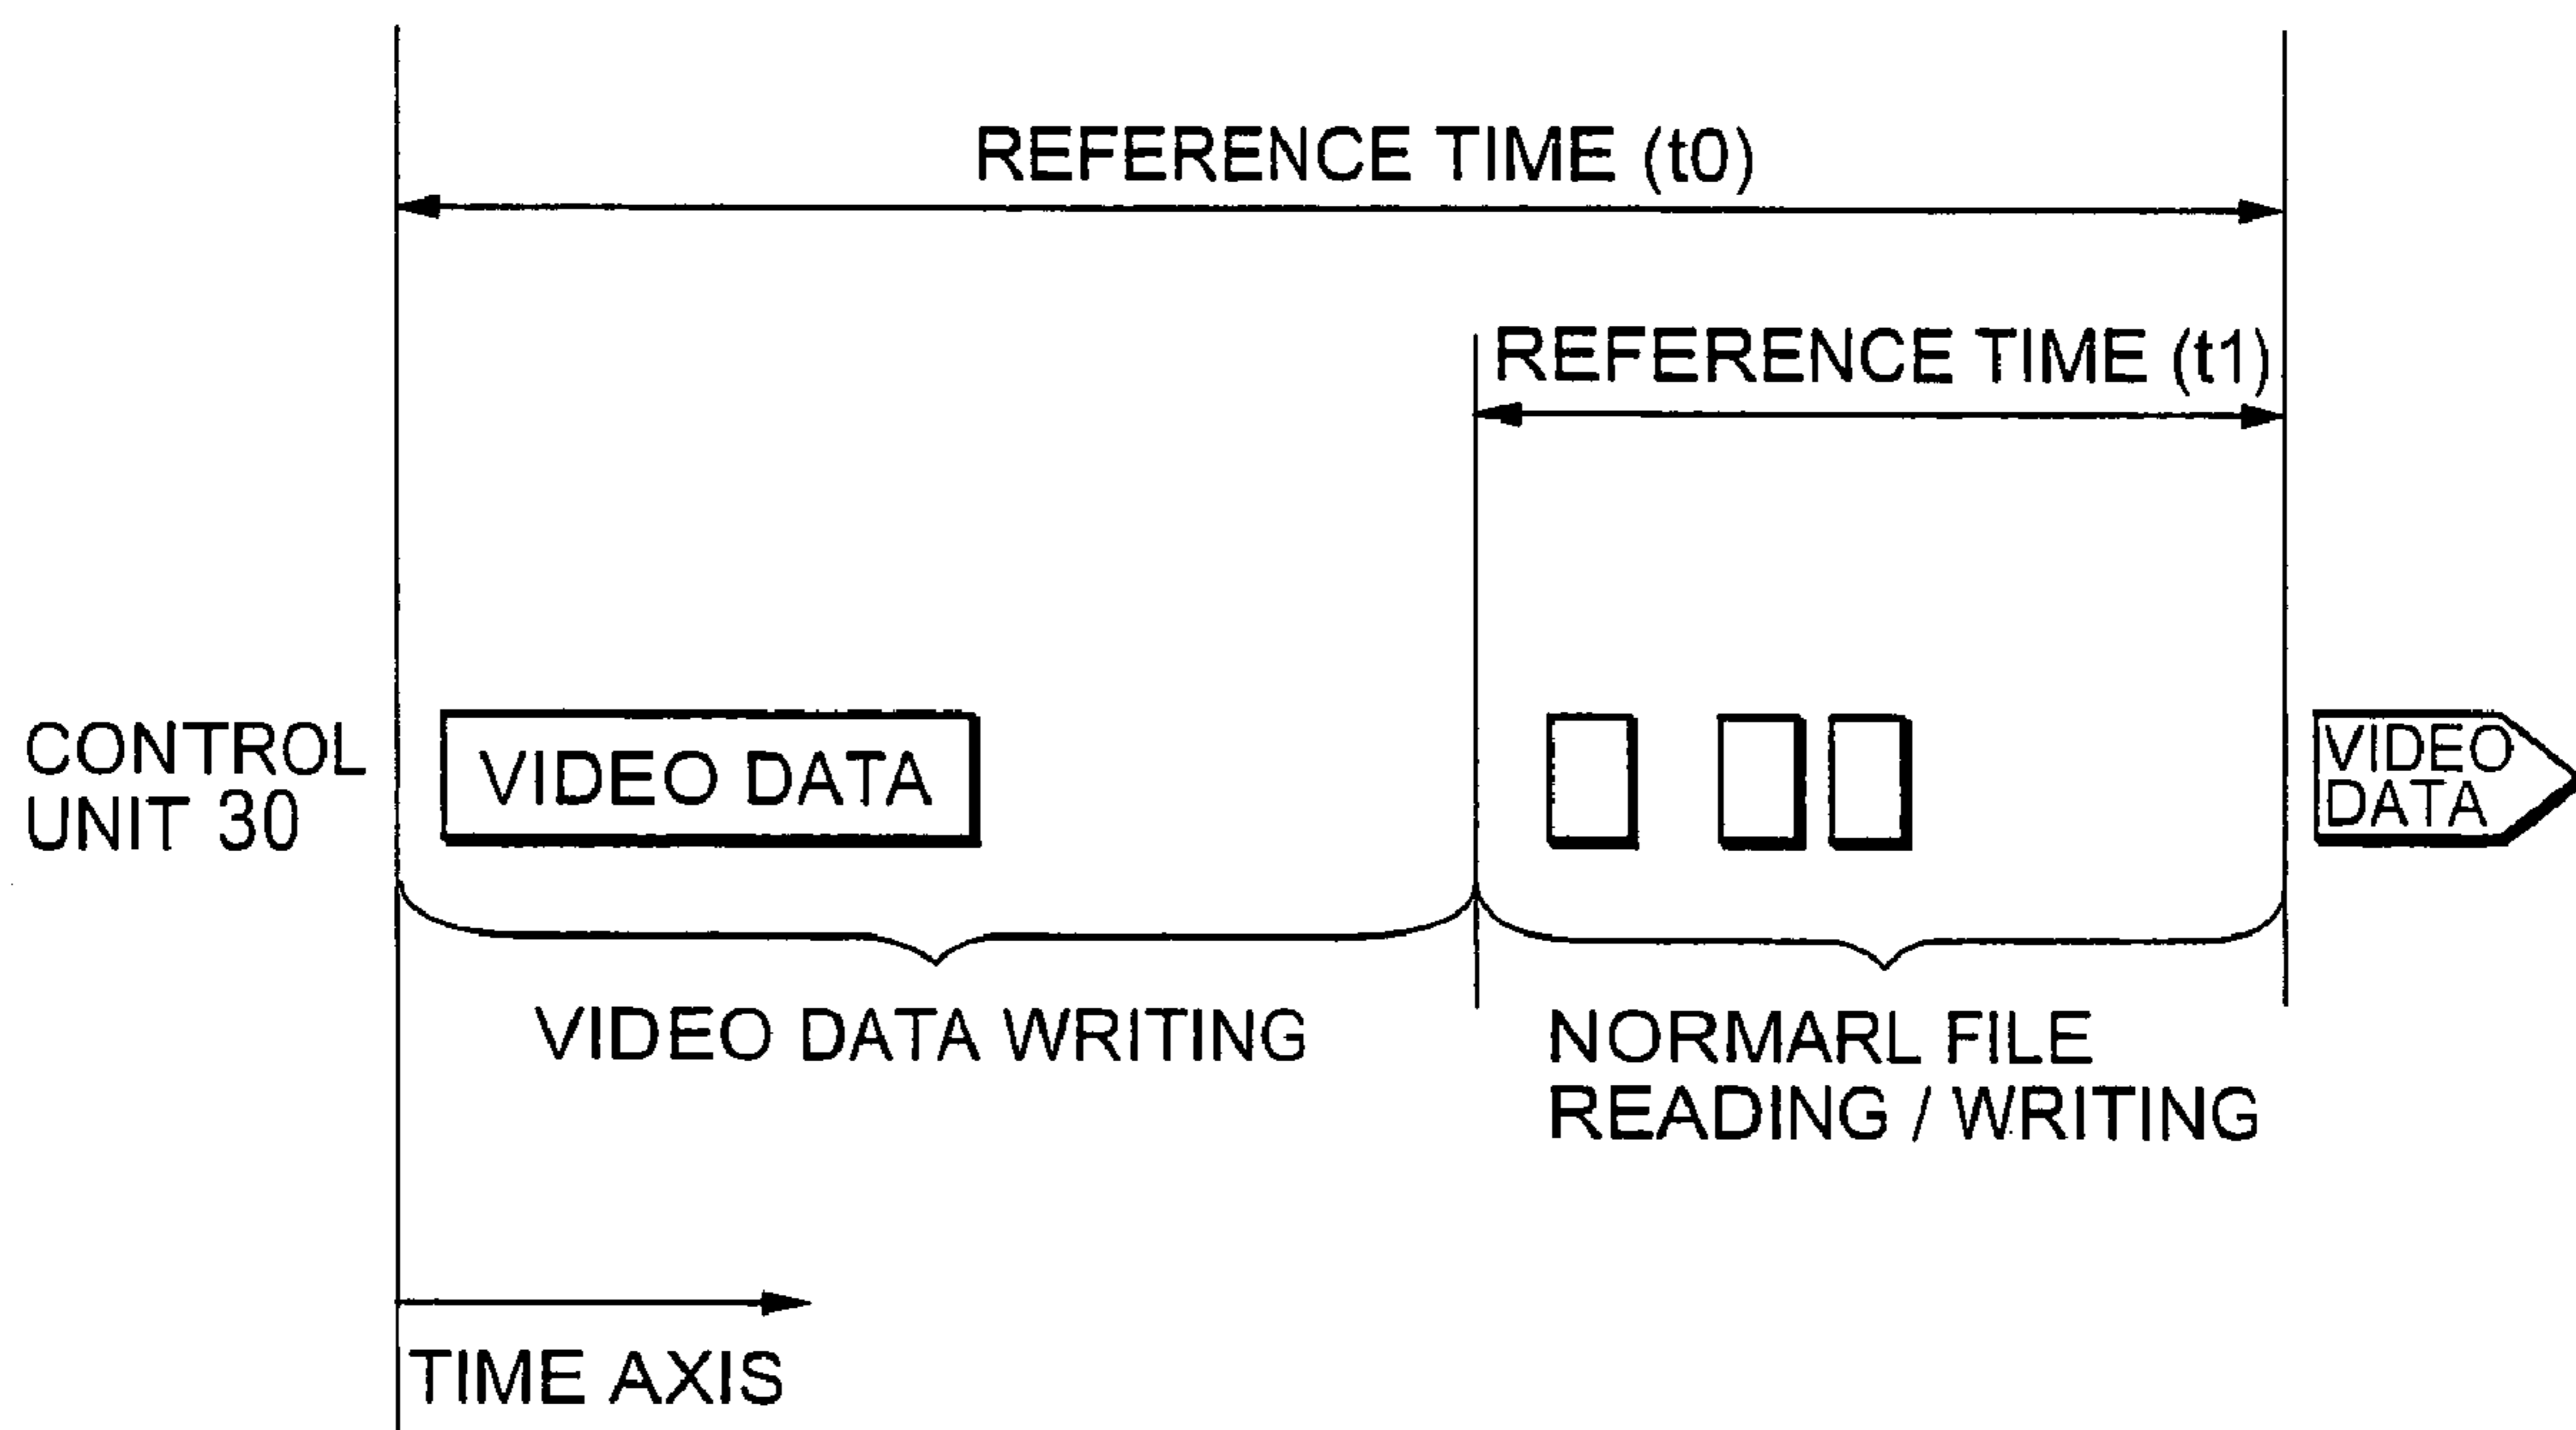 REFERENCE TIME (t0)
REFERENCE TIME (t1)
CONTROL
UNIT 30
VIDEO DATA
VIDEO
DATA
VIDEO DATA WRITING
NORMARL FILE
READING / WRITING
TIME AXIS